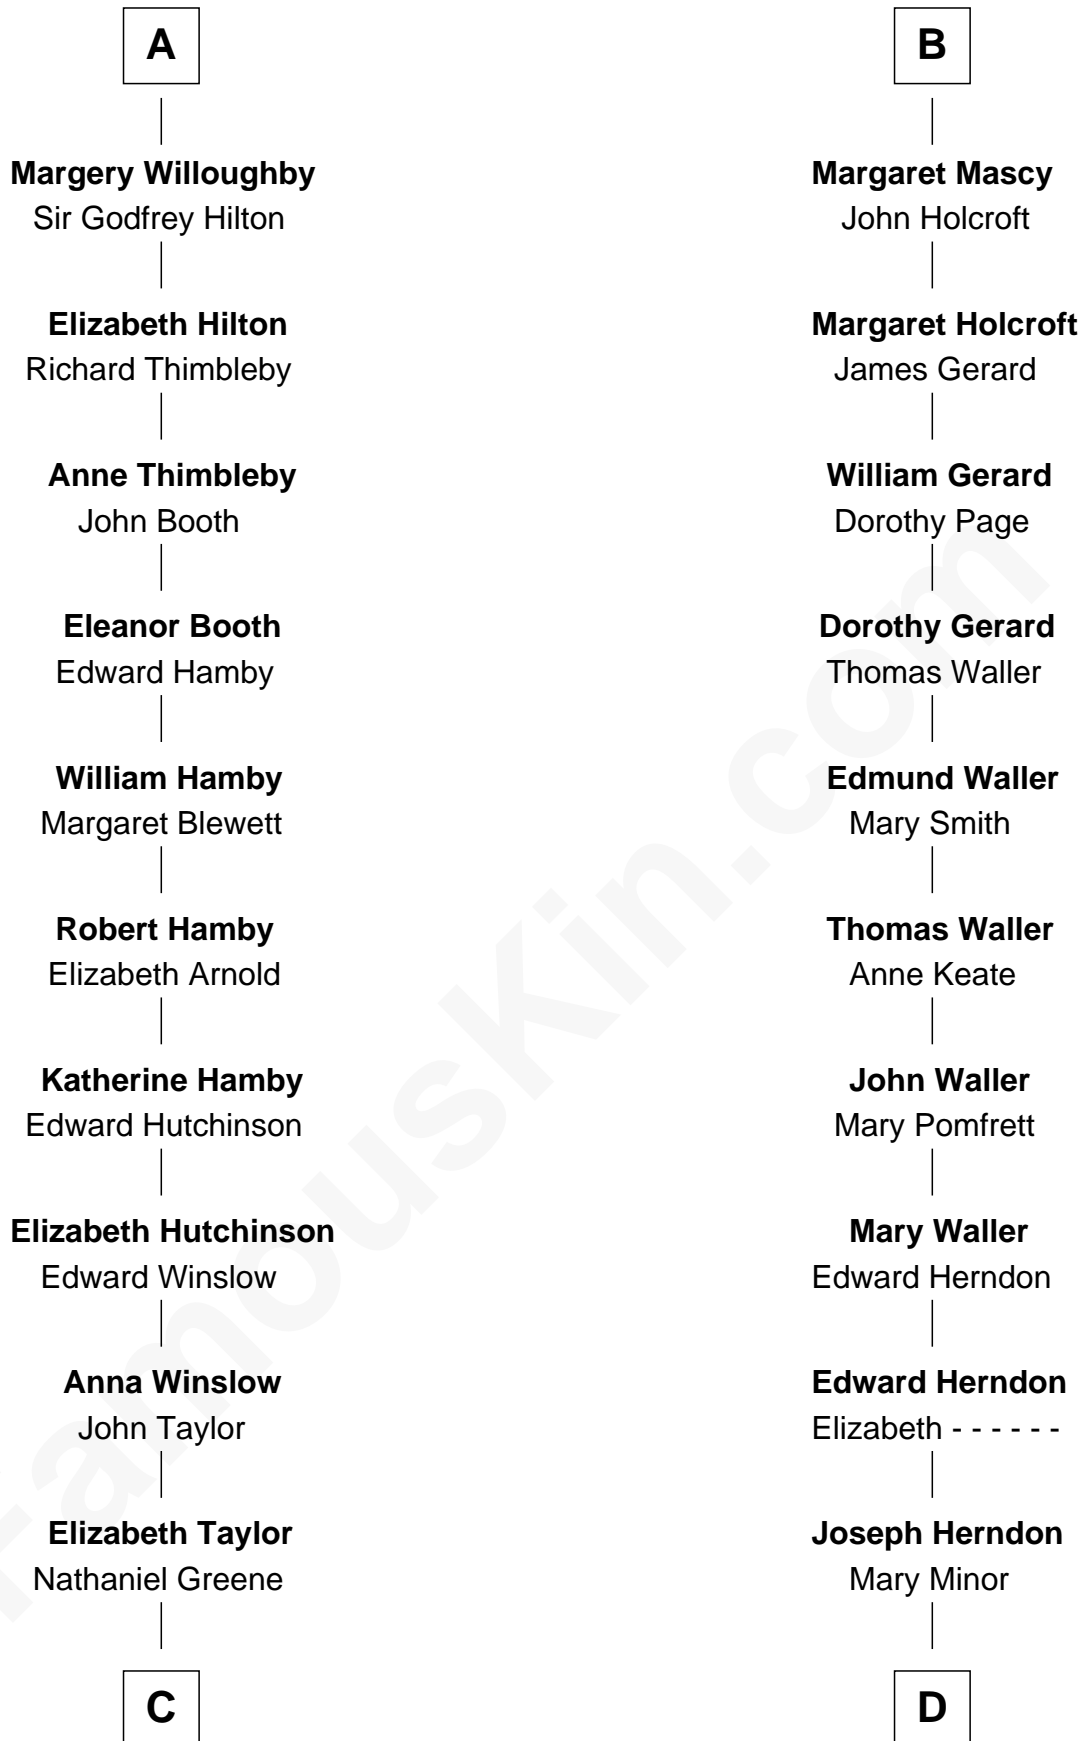 A
Margery Willoughby
Sir Godfrey Hilton
Elizabeth Hilton
Richard Thimbleby
Anne Thimbleby
John Booth
Eleanor Booth
Edward Hamby
William Hamby
Margaret Blewett
Robert Hamby
Elizabeth Arnold
Katherine Hamby
Edward Hutchinson
Elizabeth Hutchinson
Edward Winslow
Anna Winslow
John Taylor
Elizabeth Taylor
Nathaniel Greene
C
B
Margaret Mascy
John Holcroft
Margaret Holcroft
James Gerard
William Gerard
Dorothy Page
Dorothy Gerard
Thomas Waller
Edmund Waller
Mary Smith
Thomas Waller
Anne Keate
John Waller
Mary Pomfrett
Mary Waller
Edward Herndon
Edward Herndon
Elizabeth - - - - - -
Joseph Herndon
Mary Minor
D
FamousKin.com